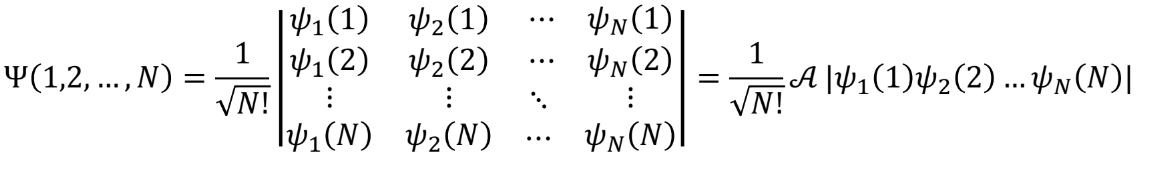 Ψ(1,2, …, N) = 1/√N! |ψ₁(1) ψ₂(1) ⋯ ψ_N(1)
ψ₁(2) ψ₂(2) ⋯ ψ_N(2)
⋮ ⋮ ⋱ ⋮
ψ₁(N) ψ₂(N) ⋯ ψ_N(N)| = 1/√N! 𝒜 |ψ₁(1)ψ₂(2) … ψ_N(N)|